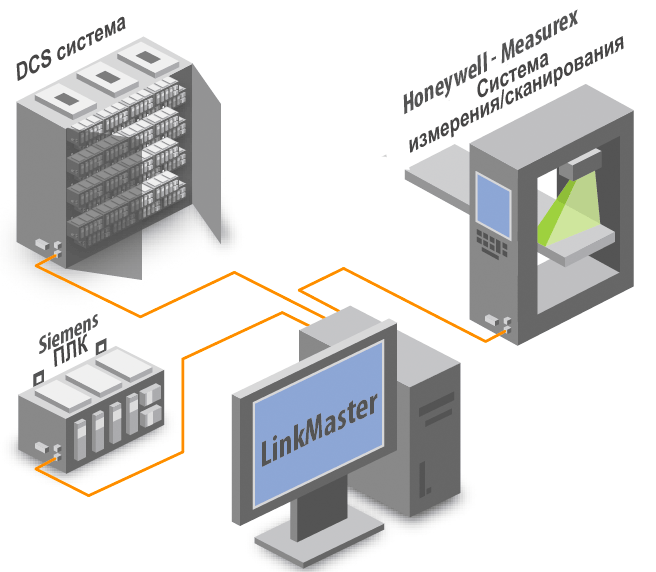 DCS система
Honeywell - Measurex
Система
измерения/сканирования
Siemens
ПЛК
LinkMaster